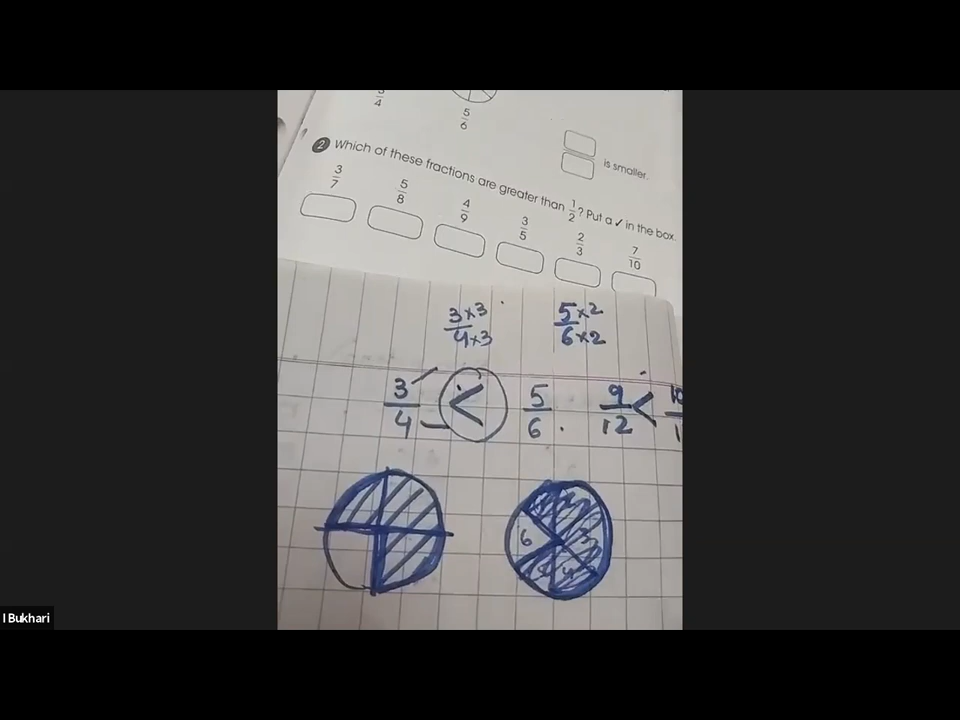 3/4
5/6
is smaller.
2 Which of these fractions are greater than 1/2? Put a ✓ in the box.
3/7 5/8 4/9 3/5 2/3 7/10
3×3/4×3 5×2/6×2
3/4 < 5/6. 9/12 < 10/1
6 3 4
I Bukhari